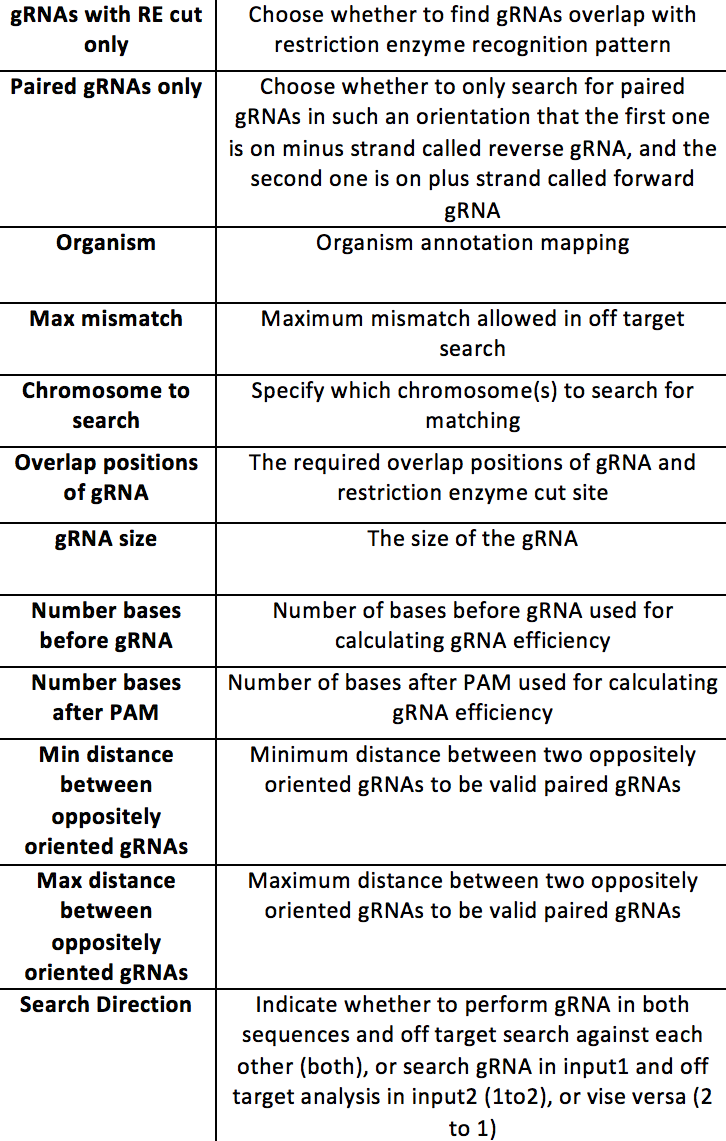 gRNAs with RE cut only
Choose whether to find gRNAs overlap with
restriction enzyme recognition pattern
Paired gRNAs only
Choose whether to only search for paired
gRNAs in such an orientation that the first one
is on minus strand called reverse gRNA, and the
second one is on plus strand called forward
gRNA
Organism
Organism annotation mapping
Max mismatch
Maximum mismatch allowed in off target
search
Chromosome to
search
Specify which chromosome(s) to search for
matching
Overlap positions
of gRNA
The required overlap positions of gRNA and
restriction enzyme cut site
gRNA size
The size of the gRNA
Number bases
before gRNA
Number of bases before gRNA used for
calculating gRNA efficiency
Number bases
after PAM
Number of bases after PAM used for calculating
gRNA efficiency
Min distance
between
oppositely
oriented gRNAs
Minimum distance between two oppositely
oriented gRNAs to be valid paired gRNAs
Max distance
between
oppositely
oriented gRNAs
Maximum distance between two oppositely
oriented gRNAs to be valid paired gRNAs
Search Direction
Indicate whether to perform gRNA in both
sequences and off target search against each
other (both), or search gRNA in input1 and off
target analysis in input2 (1to2), or vise versa (2
to 1)